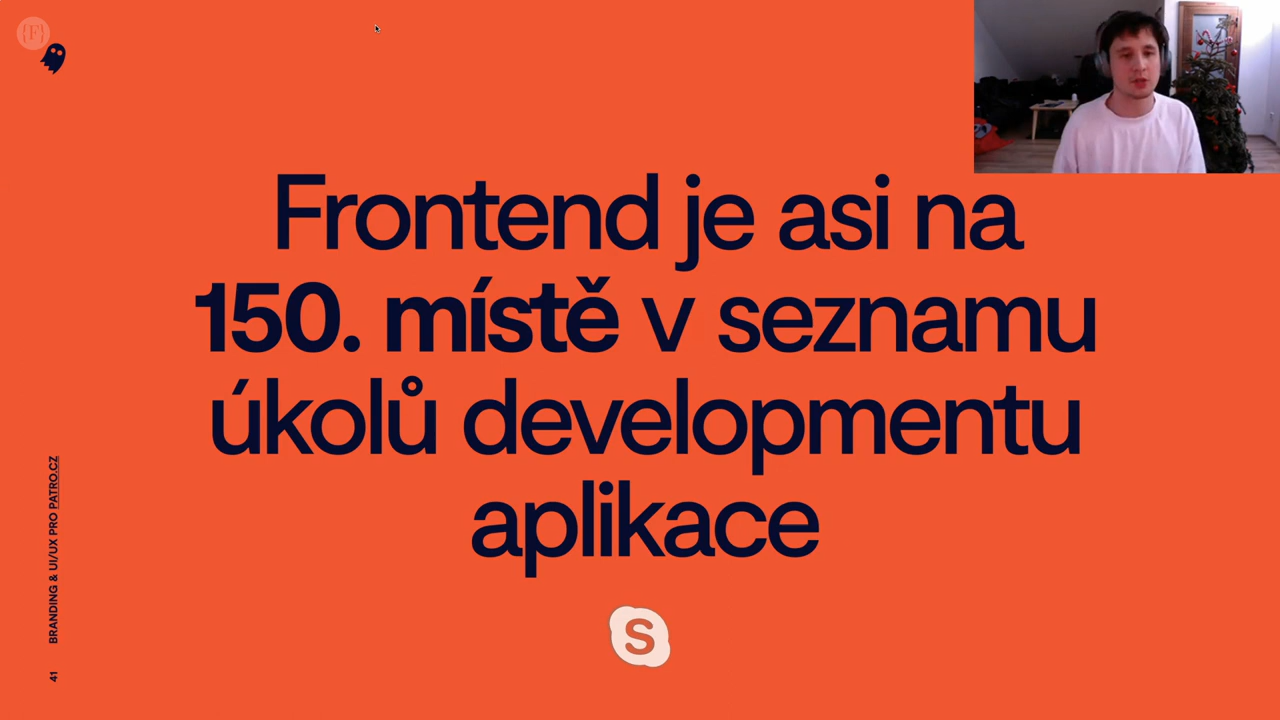 {F}
Frontend je asi na
150. místě v seznamu
úkolů developmentu
aplikace
S
BRANDING & UI/UX PRO PATRO.CZ
41